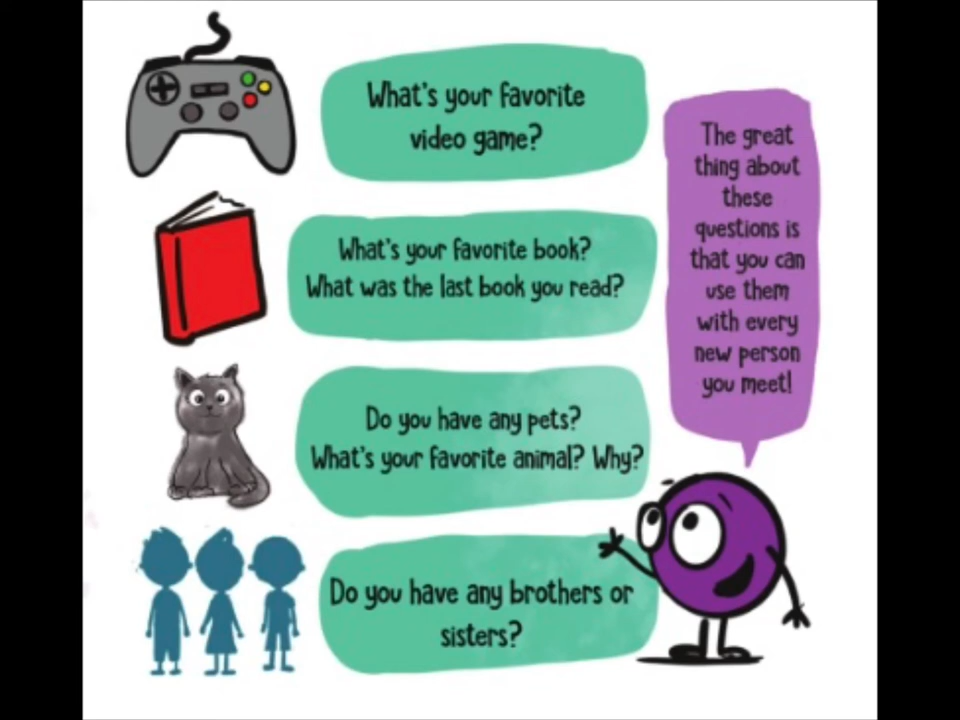 What's your favorite
video game?
What's your favorite book?
What was the last book you read?
Do you have any pets?
What's your favorite animal? Why?
Do you have any brothers or
sisters?
The great
thing about
these
questions is
that you can
use them
with every
new person
you meet!